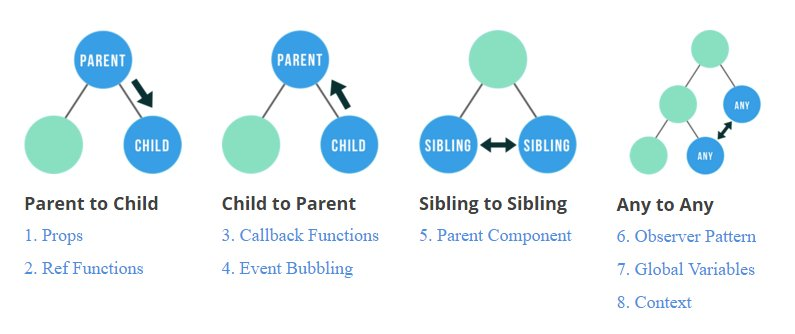 PARENT
CHILD
Parent to Child
1. Props
2. Ref Functions
PARENT
CHILD
Child to Parent
3. Callback Functions
4. Event Bubbling
SIBLING
SIBLING
Sibling to Sibling
5. Parent Component
ANY
ANY
Any to Any
6. Observer Pattern
7. Global Variables
8. Context